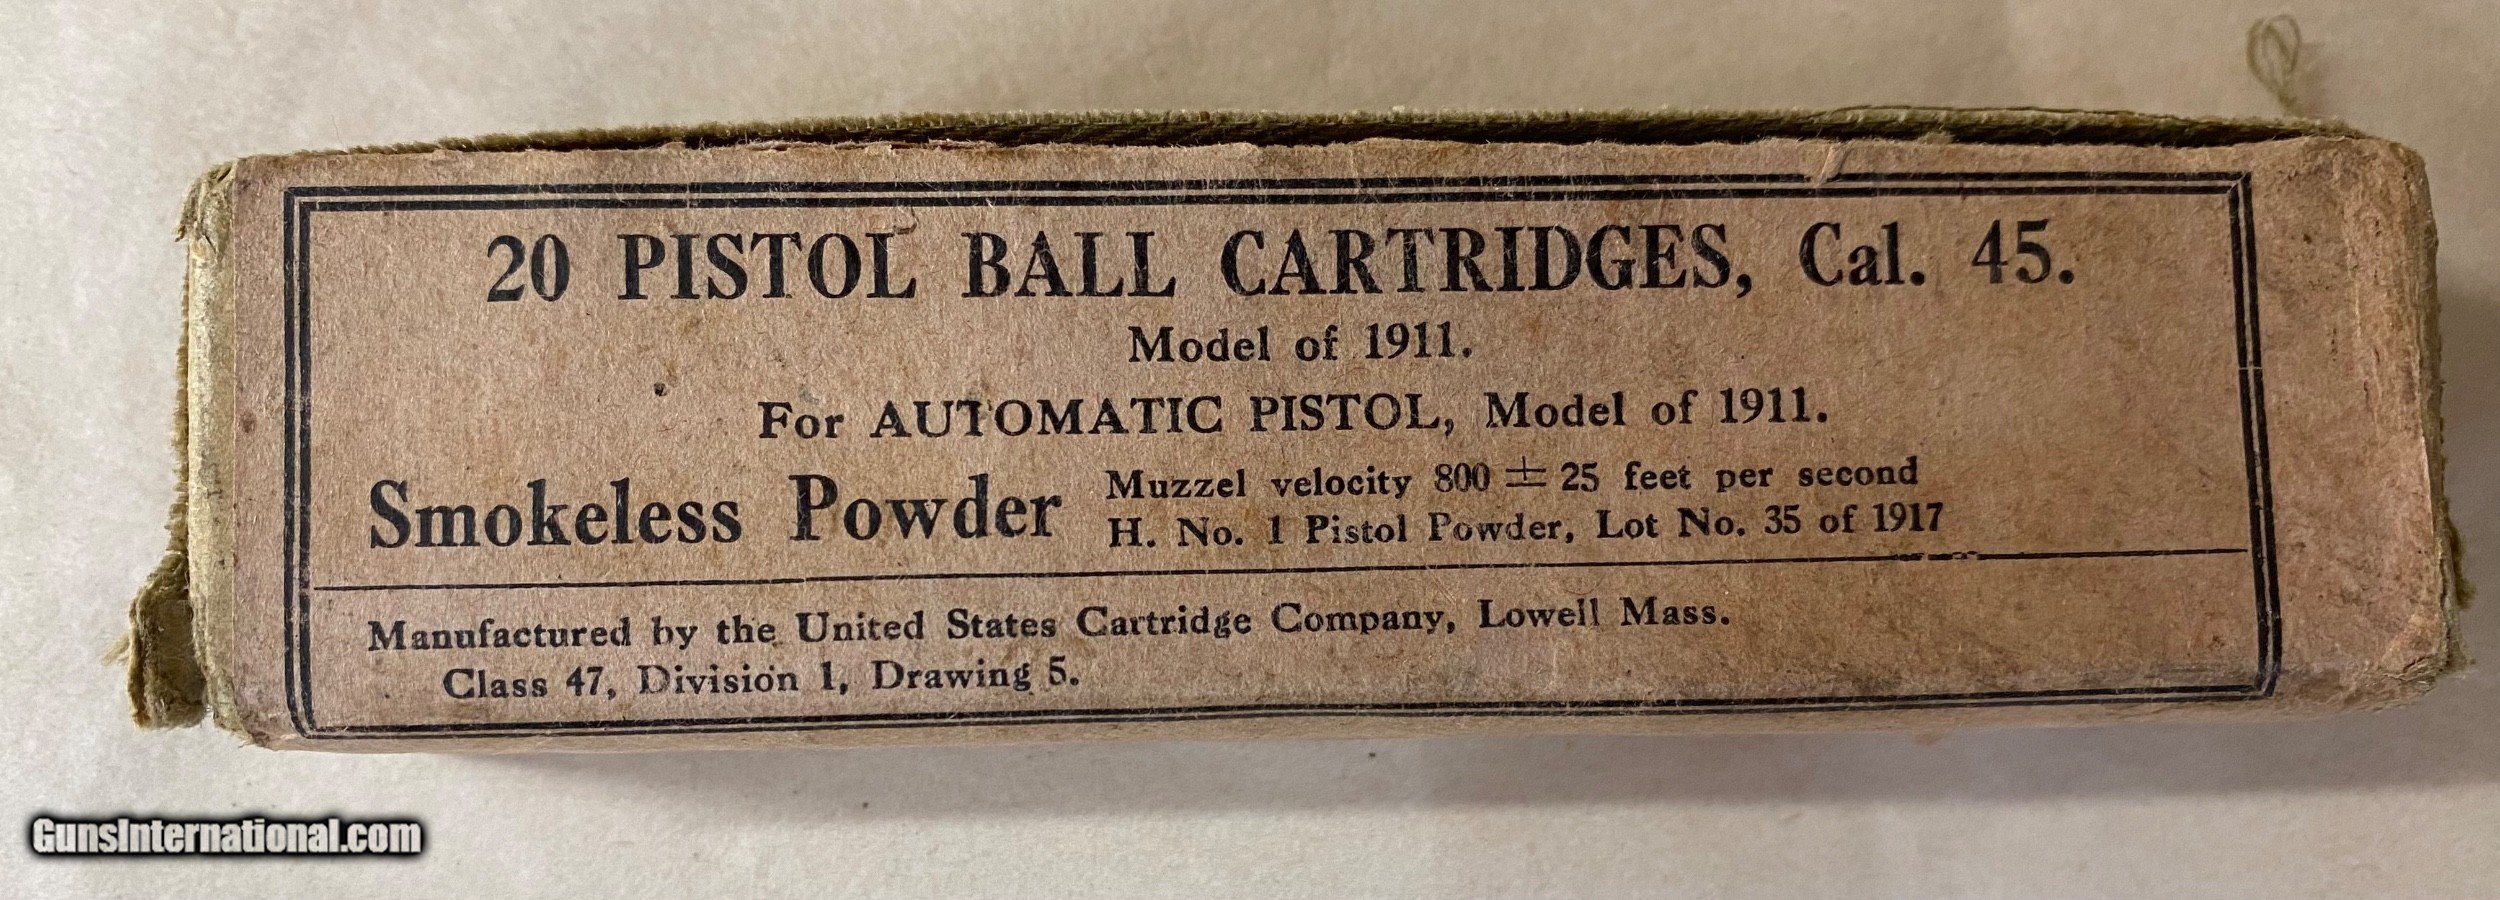 20 PISTOL BALL CARTRIDGES, Cal. 45.
Model of 1911.
For AUTOMATIC PISTOL, Model of 1911.
Smokeless Powder
Muzzel velocity 800 ± 25 feet per second
H. No. 1 Pistol Powder, Lot No. 35 of 1917
Manufactured by the United States Cartridge Company, Lowell Mass.
Class 47, Division 1, Drawing 5.
GunsInternational.com